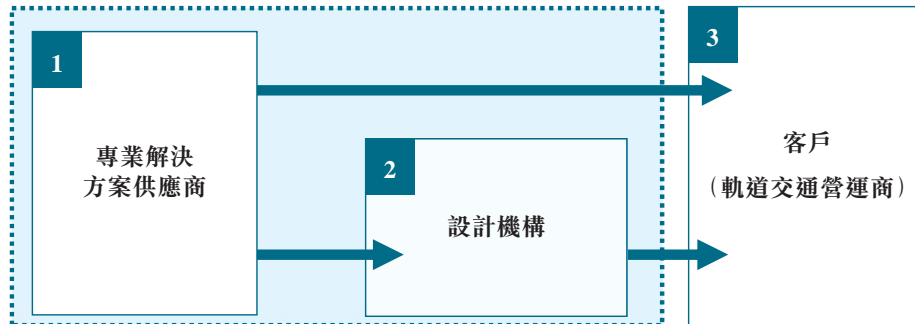 1
專業解決
方案供應商
2
設計機構
3
客戶
（軌道交通營運商）